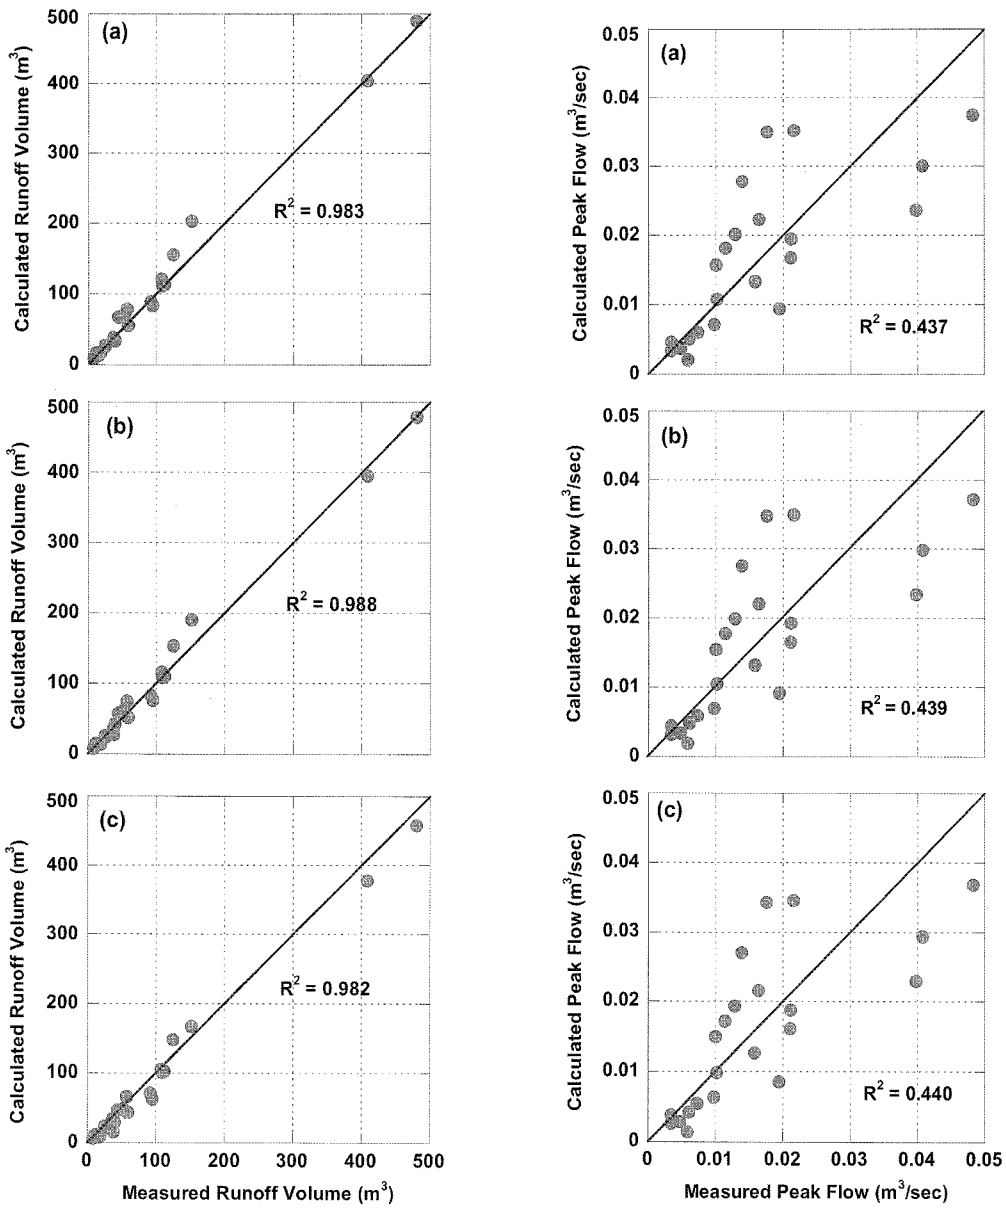 (a)
500
400
300
200
100
0
Calculated Runoff Volume (m³)
R² = 0.983
(b)
500
400
300
200
100
0
Calculated Runoff Volume (m³)
R² = 0.988
(c)
500
400
300
200
100
0
Calculated Runoff Volume (m³)
R² = 0.982
0 100 200 300 400 500
Measured Runoff Volume (m³)
(a)
0.05
0.04
0.03
0.02
0.01
0
Calculated Peak Flow (m³/sec)
R² = 0.437
(b)
0.05
0.04
0.03
0.02
0.01
0
Calculated Peak Flow (m³/sec)
R² = 0.439
(c)
0.05
0.04
0.03
0.02
0.01
0
Calculated Peak Flow (m³/sec)
R² = 0.440
0 0.01 0.02 0.03 0.04 0.05
Measured Peak Flow (m³/sec)